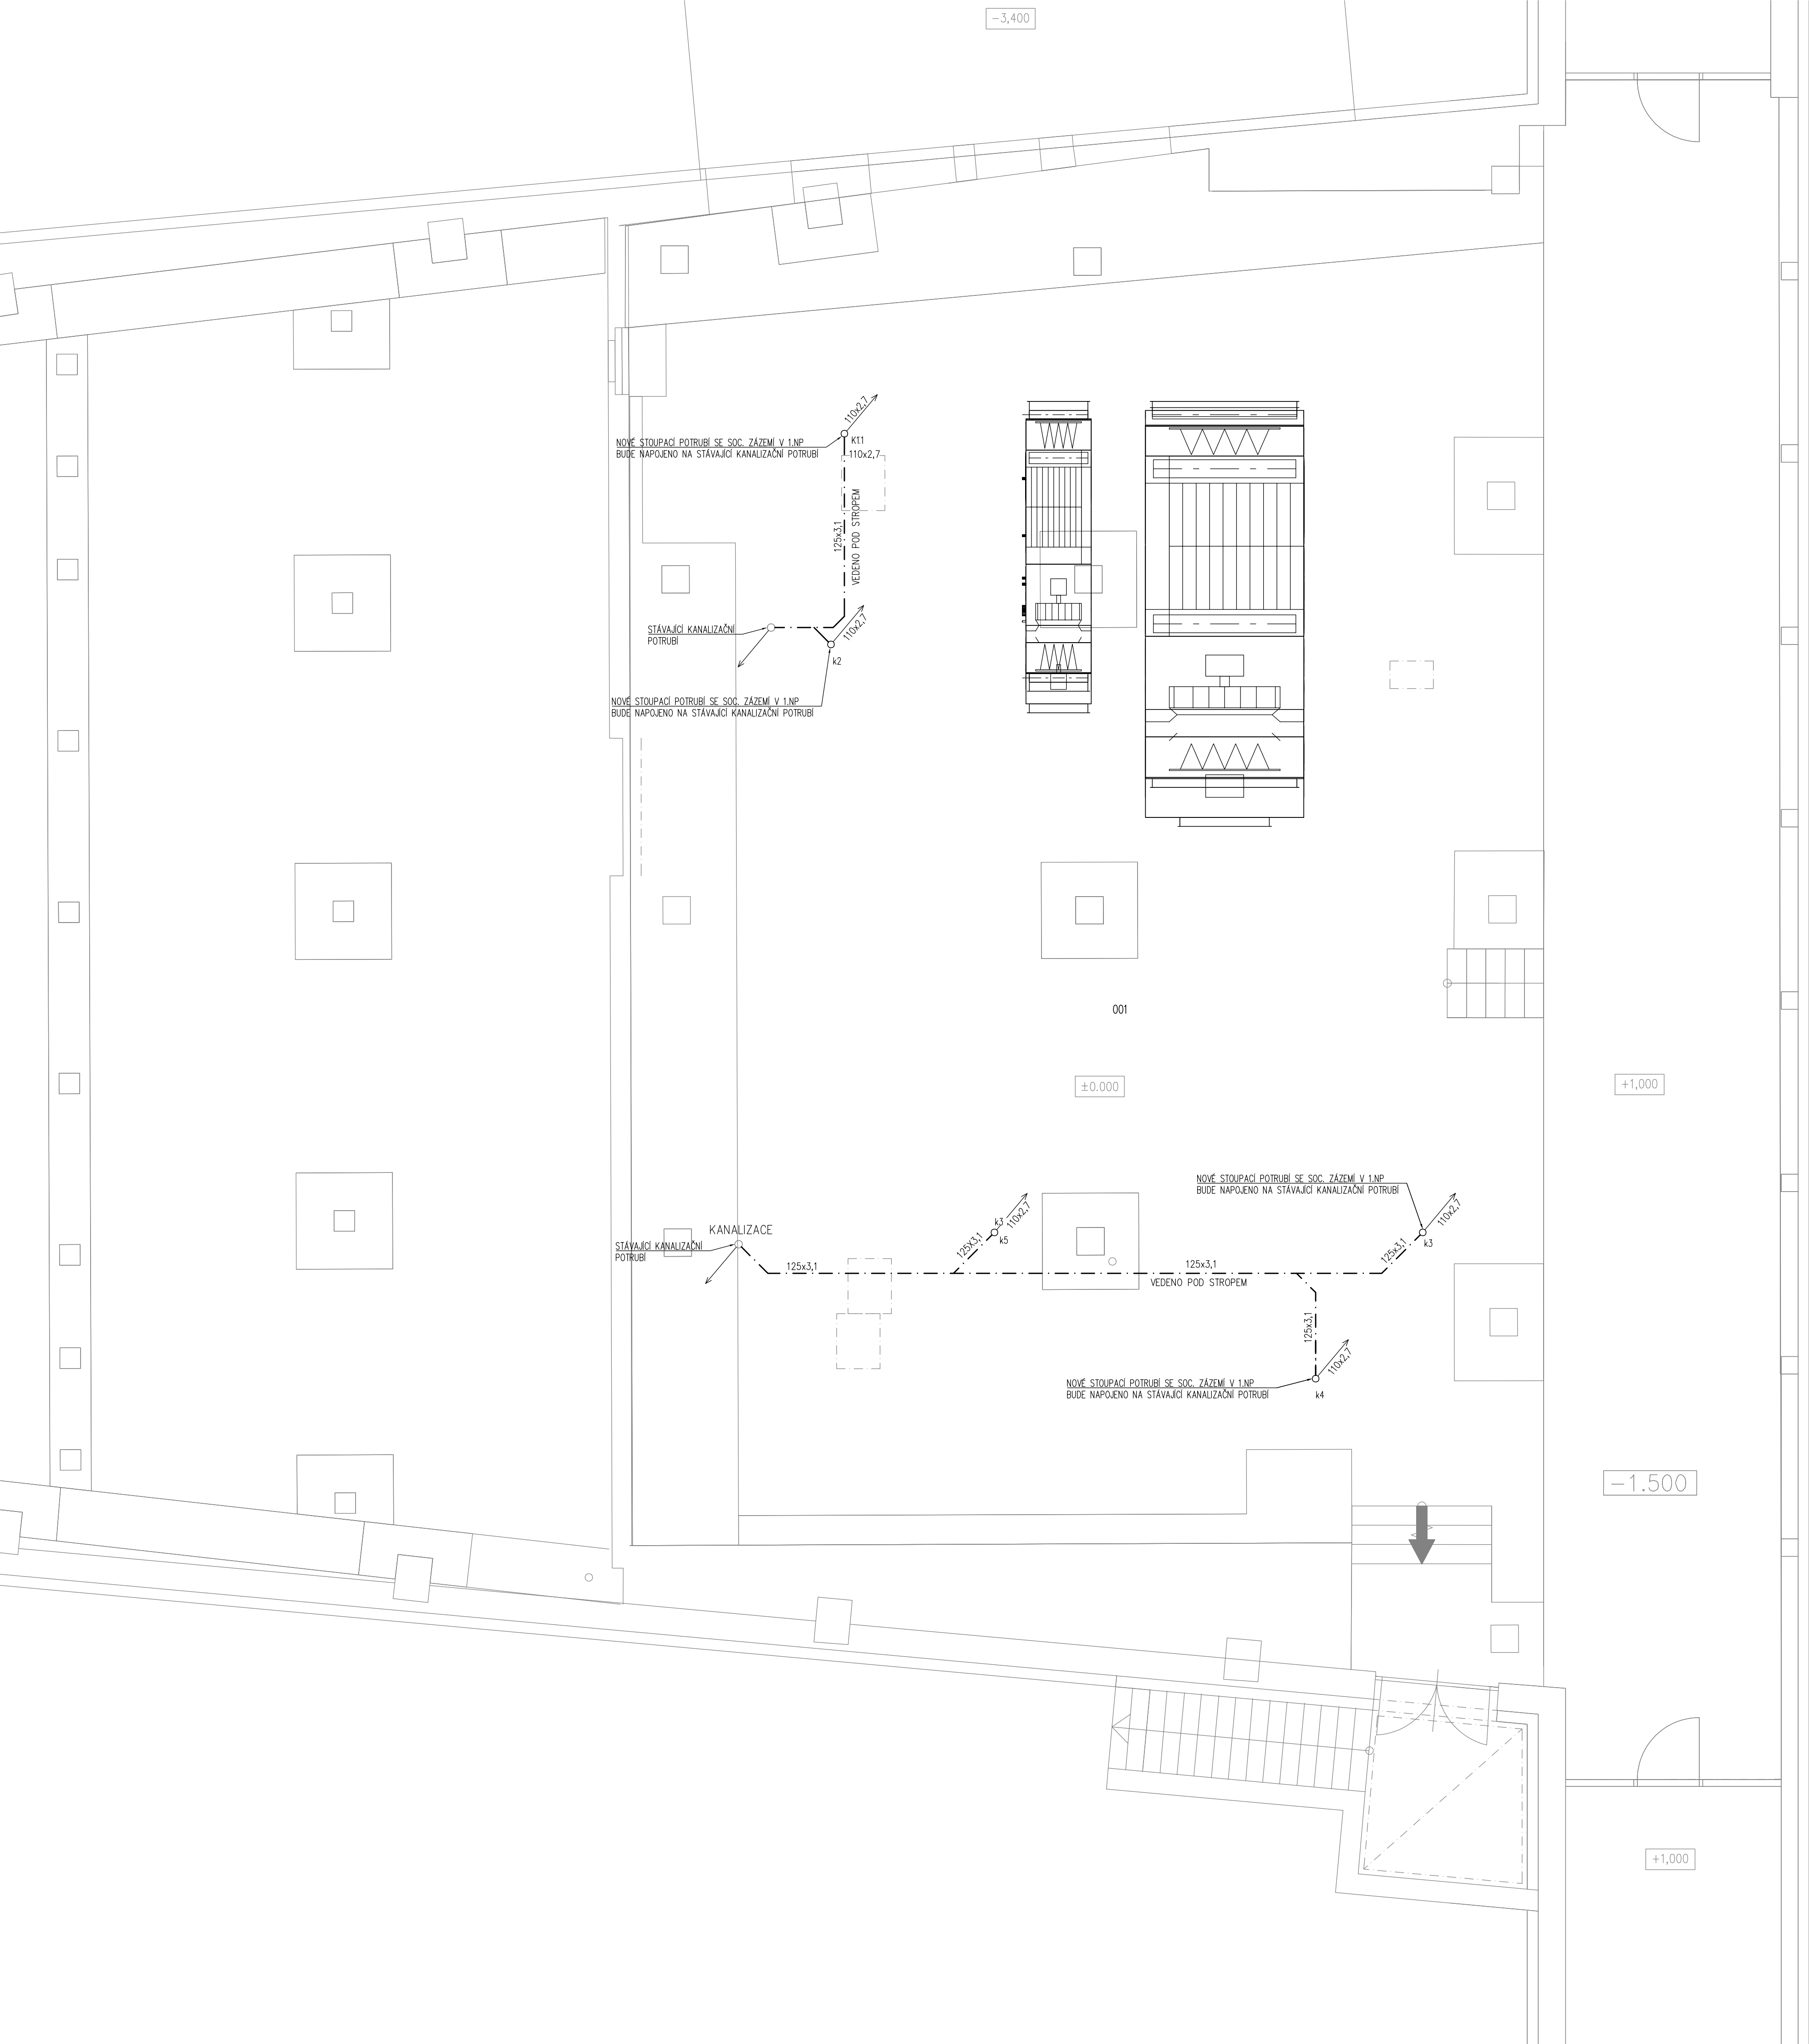 -3,400
110x2,7
NOVÉ STOUPACÍ POTRUBÍ SE SOC. ZÁZEMÍ V 1.NP
BUDE NAPOJENO NA STÁVAJÍCÍ KANALIZAČNÍ POTRUBÍ
K1.1
110x2,7
125x3,1
VEDENO POD STROPEM
STÁVAJÍCÍ KANALIZAČNÍ
POTRUBÍ
110x2,7
k2
NOVÉ STOUPACÍ POTRUBÍ SE SOC. ZÁZEMÍ V 1.NP
BUDE NAPOJENO NA STÁVAJÍCÍ KANALIZAČNÍ POTRUBÍ
001
±0.000
+1,000
NOVÉ STOUPACÍ POTRUBÍ SE SOC. ZÁZEMÍ V 1.NP
BUDE NAPOJENO NA STÁVAJÍCÍ KANALIZAČNÍ POTRUBÍ
KANALIZACE
STÁVAJÍCÍ KANALIZAČNÍ
POTRUBÍ
k3
110x2,7
k5
125X3,1
125x3,1
110x2,7
k3
125x3,1
125x3,1
VEDENO POD STROPEM
125x3,1
110x2,7
NOVÉ STOUPACÍ POTRUBÍ SE SOC. ZÁZEMÍ V 1.NP
BUDE NAPOJENO NA STÁVAJÍCÍ KANALIZAČNÍ POTRUBÍ
k4
-1.500
+1,000